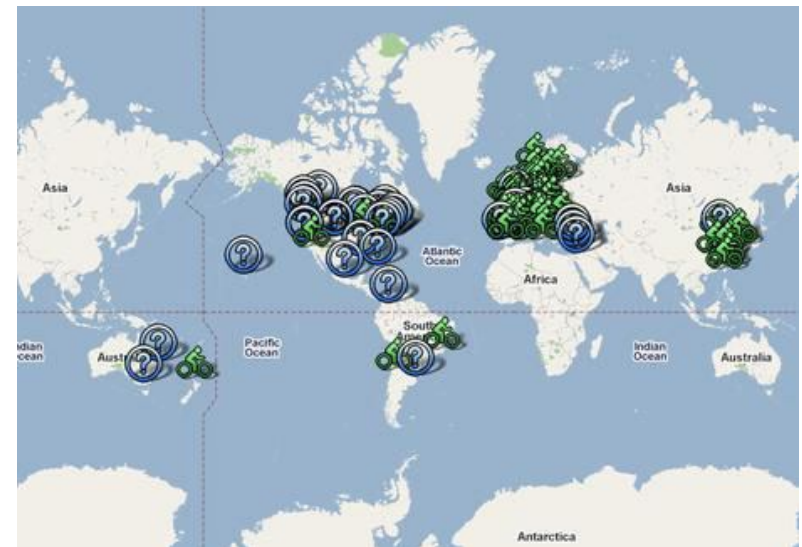 Asia
Asia
Atlantic
Ocean
Africa
Pacific
Ocean
South
Indian
Ocean
Australia
Antarctica